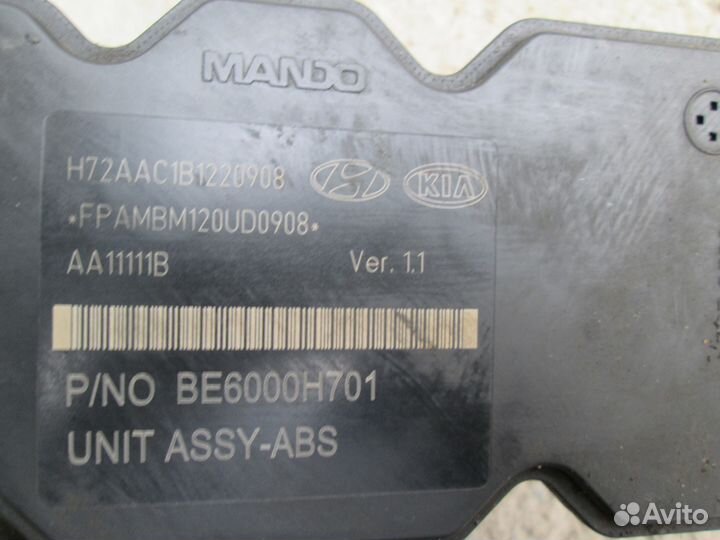 MANDO
H72AAC1B1220908
KIA
*FPAMBM120UD0908*
AA11111B Ver. 1.1
P/NO BE6000H701
UNIT ASSY-ABS
Avito